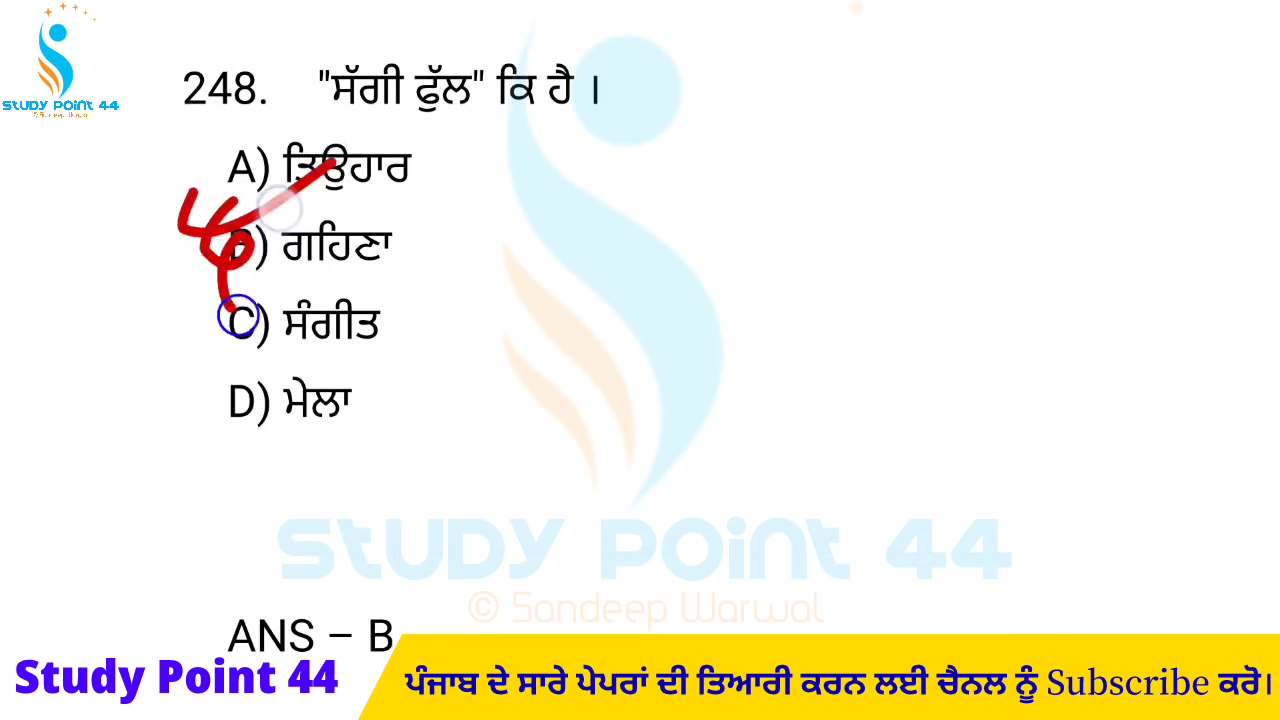 STUDY POINT 44
248. "ਸੱਗੀ ਫੁੱਲ" ਕਿ ਹੈ ।
A) ਤਿਉਹਾਰ
B) ਗਹਿਣਾ
C) ਸੰਗੀਤ
D) ਮੇਲਾ
STUDY POINT 44
© Sandeep Warwal
ANS – B
Study Point 44
ਪੰਜਾਬ ਦੇ ਸਾਰੇ ਪੇਪਰਾਂ ਦੀ ਤਿਆਰੀ ਕਰਨ ਲਈ ਚੈਨਲ ਨੂੰ Subscribe ਕਰੋ।